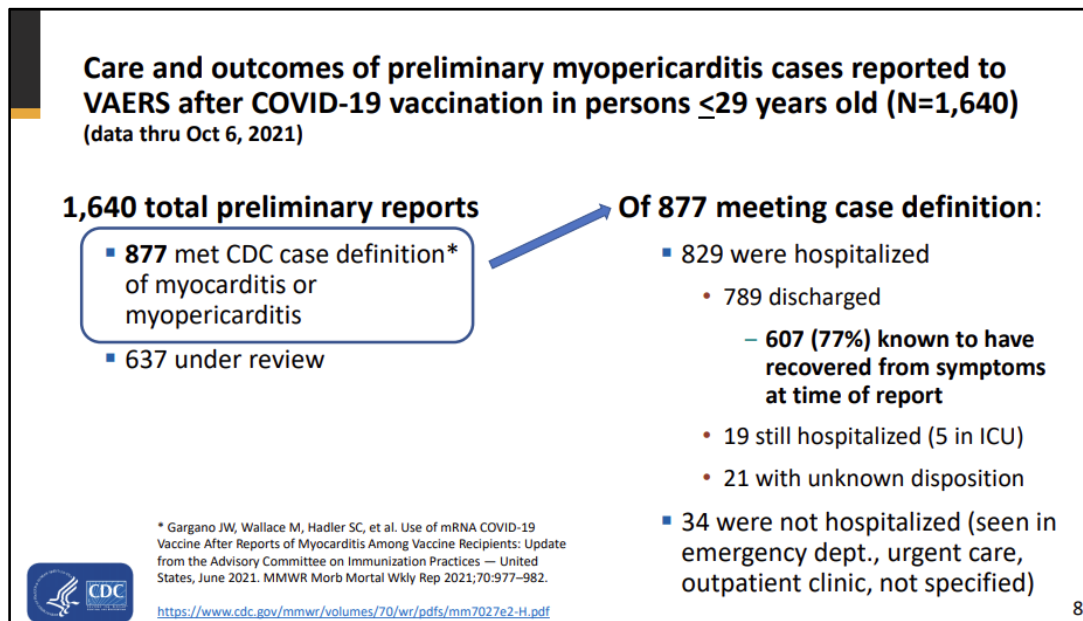 Care and outcomes of preliminary myopericarditis cases reported to
VAERS after COVID-19 vaccination in persons <29 years old (N=1,640)
(data thru Oct 6, 2021)
1,640 total preliminary reports
▪ 877 met CDC case definition*
of myocarditis or
myopericarditis
▪ 637 under review
Of 877 meeting case definition:
▪ 829 were hospitalized
• 789 discharged
– 607 (77%) known to have
recovered from symptoms
at time of report
• 19 still hospitalized (5 in ICU)
• 21 with unknown disposition
▪ 34 were not hospitalized (seen in
emergency dept., urgent care,
outpatient clinic, not specified)
* Gargano JW, Wallace M, Hadler SC, et al. Use of mRNA COVID-19
Vaccine After Reports of Myocarditis Among Vaccine Recipients: Update
from the Advisory Committee on Immunization Practices — United
States, June 2021. MMWR Morb Mortal Wkly Rep 2021;70:977–982.
https://www.cdc.gov/mmwr/volumes/70/wr/pdfs/mm7027e2-H.pdf
CDC
8